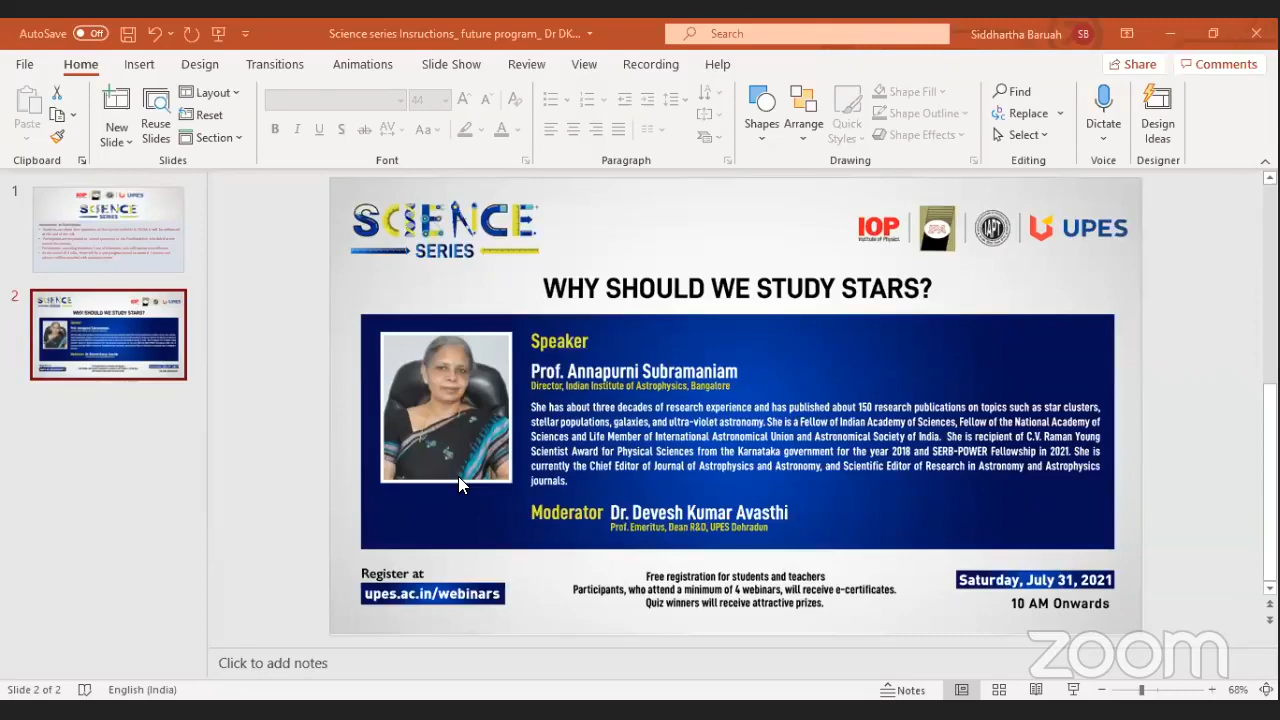 AutoSave Off Science series Insructions_ future program_ Dr DK... Search Siddhartha Baruah SB
File Home Insert Design Transitions Animations Slide Show Review View Recording Help Share Comments
Paste New Slide Reuse Slides Layout Reset Section
44
B I U S ab AV Aa A
Shapes Arrange Quick Styles Shape Fill Shape Outline Shape Effects
Find Replace Select Dictate Design Ideas
Clipboard Slides Font Paragraph Drawing Editing Voice Designer
1
2
SCIENCE
SERIES
IOP
Institute of Physics
IPA
IAPT
UPES
WHY SHOULD WE STUDY STARS?
Speaker
Prof. Annapurni Subramaniam
Director, Indian Institute of Astrophysics, Bangalore
She has about three decades of research experience and has published about 150 research publications on topics such as star clusters,
stellar populations, galaxies, and ultra-violet astronomy. She is a Fellow of Indian Academy of Sciences, Fellow of the National Academy of
Sciences and Life Member of International Astronomical Union and Astronomical Society of India. She is recipient of C.V. Raman Young
Scientist Award for Physical Sciences from the Karnataka government for the year 2018 and SERB-POWER Fellowship in 2021. She is
currently the Chief Editor of Journal of Astrophysics and Astronomy, and Scientific Editor of Research in Astronomy and Astrophysics
journals.
Moderator Dr. Devesh Kumar Avasthi
Prof. Emeritus, Dean R&D, UPES Dehradun
Register at
upes.ac.in/webinars
Free registration for students and teachers
Participants, who attend a minimum of 4 webinars, will receive e-certificates.
Quiz winners will receive attractive prizes.
Saturday, July 31, 2021
10 AM Onwards
zoom
Click to add notes
Slide 2 of 2 English (India) Notes 68%